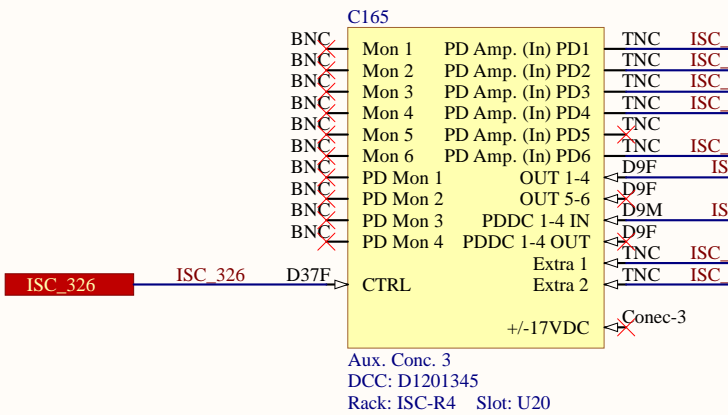 C165
BNC Mon 1 PD Amp. (In) PD1 TNC ISC_
BNC Mon 2 PD Amp. (In) PD2 TNC ISC_
BNC Mon 3 PD Amp. (In) PD3 TNC ISC_
BNC Mon 4 PD Amp. (In) PD4 TNC ISC_
BNC Mon 5 PD Amp. (In) PD5 TNC
BNC Mon 6 PD Amp. (In) PD6 TNC ISC_
BNC PD Mon 1 OUT 1-4 D9F IS
BNC PD Mon 2 OUT 5-6 D9F
BNC PD Mon 3 PDDC 1-4 IN D9M IS
BNC PD Mon 4 PDDC 1-4 OUT D9F
Extra 1 TNC ISC_
ISC_326 ISC_326 D37F CTRL Extra 2 TNC ISC_
+/-17VDC Conec-3
Aux. Conc. 3
DCC: D1201345
Rack: ISC-R4 Slot: U20